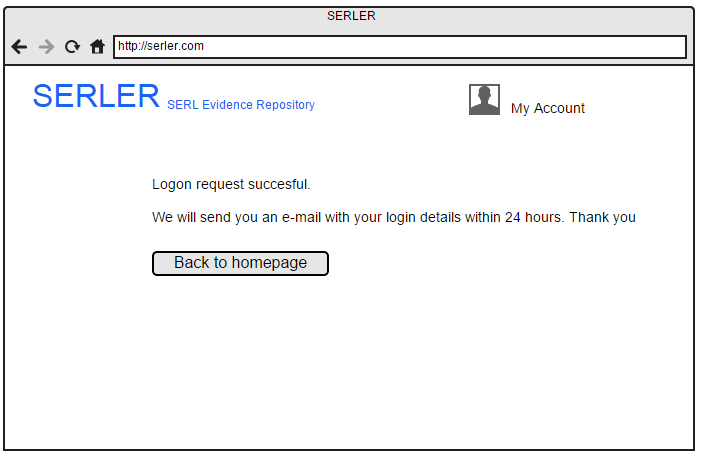 SERLER
http://serler.com
SERLER SERL Evidence Repository
My Account
Logon request succesful.
We will send you an e-mail with your login details within 24 hours. Thank you
Back to homepage